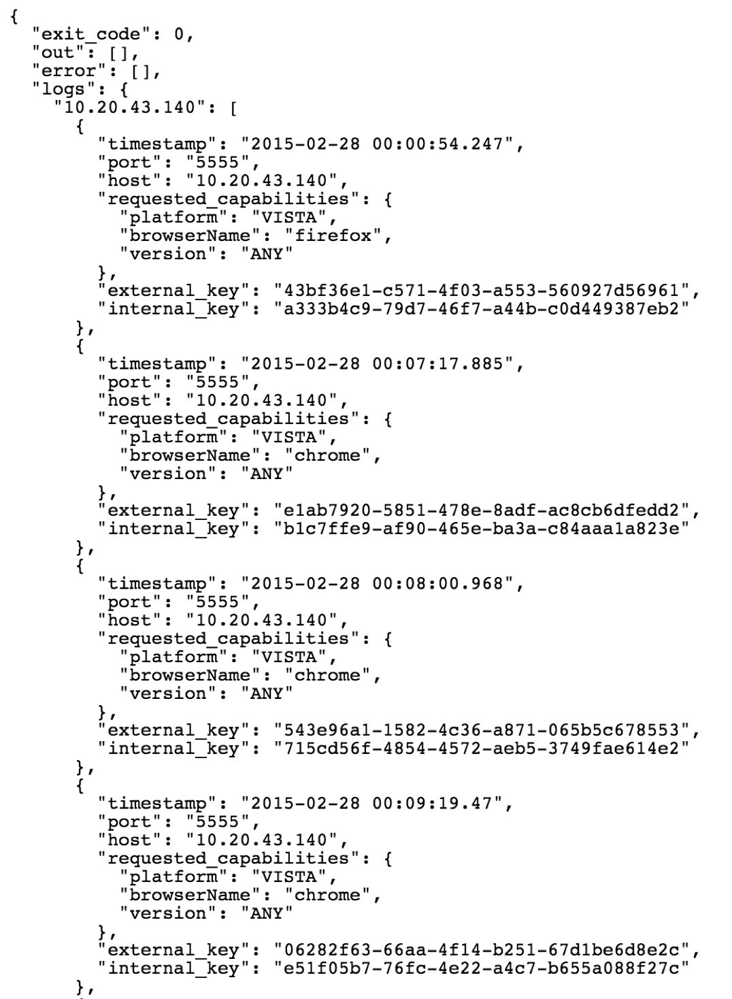 {
  "exit_code": 0,
  "out": [],
  "error": [],
  "logs": {
    "10.20.43.140": [
      {
        "timestamp": "2015-02-28 00:00:54.247",
        "port": "5555",
        "host": "10.20.43.140",
        "requested_capabilities": {
          "platform": "VISTA",
          "browserName": "firefox",
          "version": "ANY"
        },
        "external_key": "43bf36e1-c571-4f03-a553-560927d56961",
        "internal_key": "a333b4c9-79d7-46f7-a44b-c0d449387eb2"
      },
      {
        "timestamp": "2015-02-28 00:07:17.885",
        "port": "5555",
        "host": "10.20.43.140",
        "requested_capabilities": {
          "platform": "VISTA",
          "browserName": "chrome",
          "version": "ANY"
        },
        "external_key": "e1ab7920-5851-478e-8adf-ac8cb6dfedd2",
        "internal_key": "b1c7ffe9-af90-465e-ba3a-c84aaa1a823e"
      },
      {
        "timestamp": "2015-02-28 00:08:00.968",
        "port": "5555",
        "host": "10.20.43.140",
        "requested_capabilities": {
          "platform": "VISTA",
          "browserName": "chrome",
          "version": "ANY"
        },
        "external_key": "543e96a1-1582-4c36-a871-065b5c678553",
        "internal_key": "715cd56f-4854-4572-aeb5-3749fae614e2"
      },
      {
        "timestamp": "2015-02-28 00:09:19.47",
        "port": "5555",
        "host": "10.20.43.140",
        "requested_capabilities": {
          "platform": "VISTA",
          "browserName": "chrome",
          "version": "ANY"
        },
        "external_key": "06282f63-66aa-4f14-b251-67d1be6d8e2c",
        "internal_key": "e51f05b7-76fc-4e22-a4c7-b655a088f27c"
      },